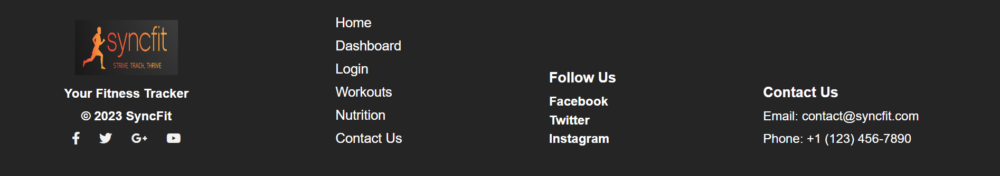 syncfit
STRIVE, TRACK, THRIVE
Your Fitness Tracker
© 2023 SyncFit
Home
Dashboard
Login
Workouts
Nutrition
Contact Us
Follow Us
Facebook
Twitter
Instagram
Contact Us
Email: contact@syncfit.com
Phone: +1 (123) 456-7890